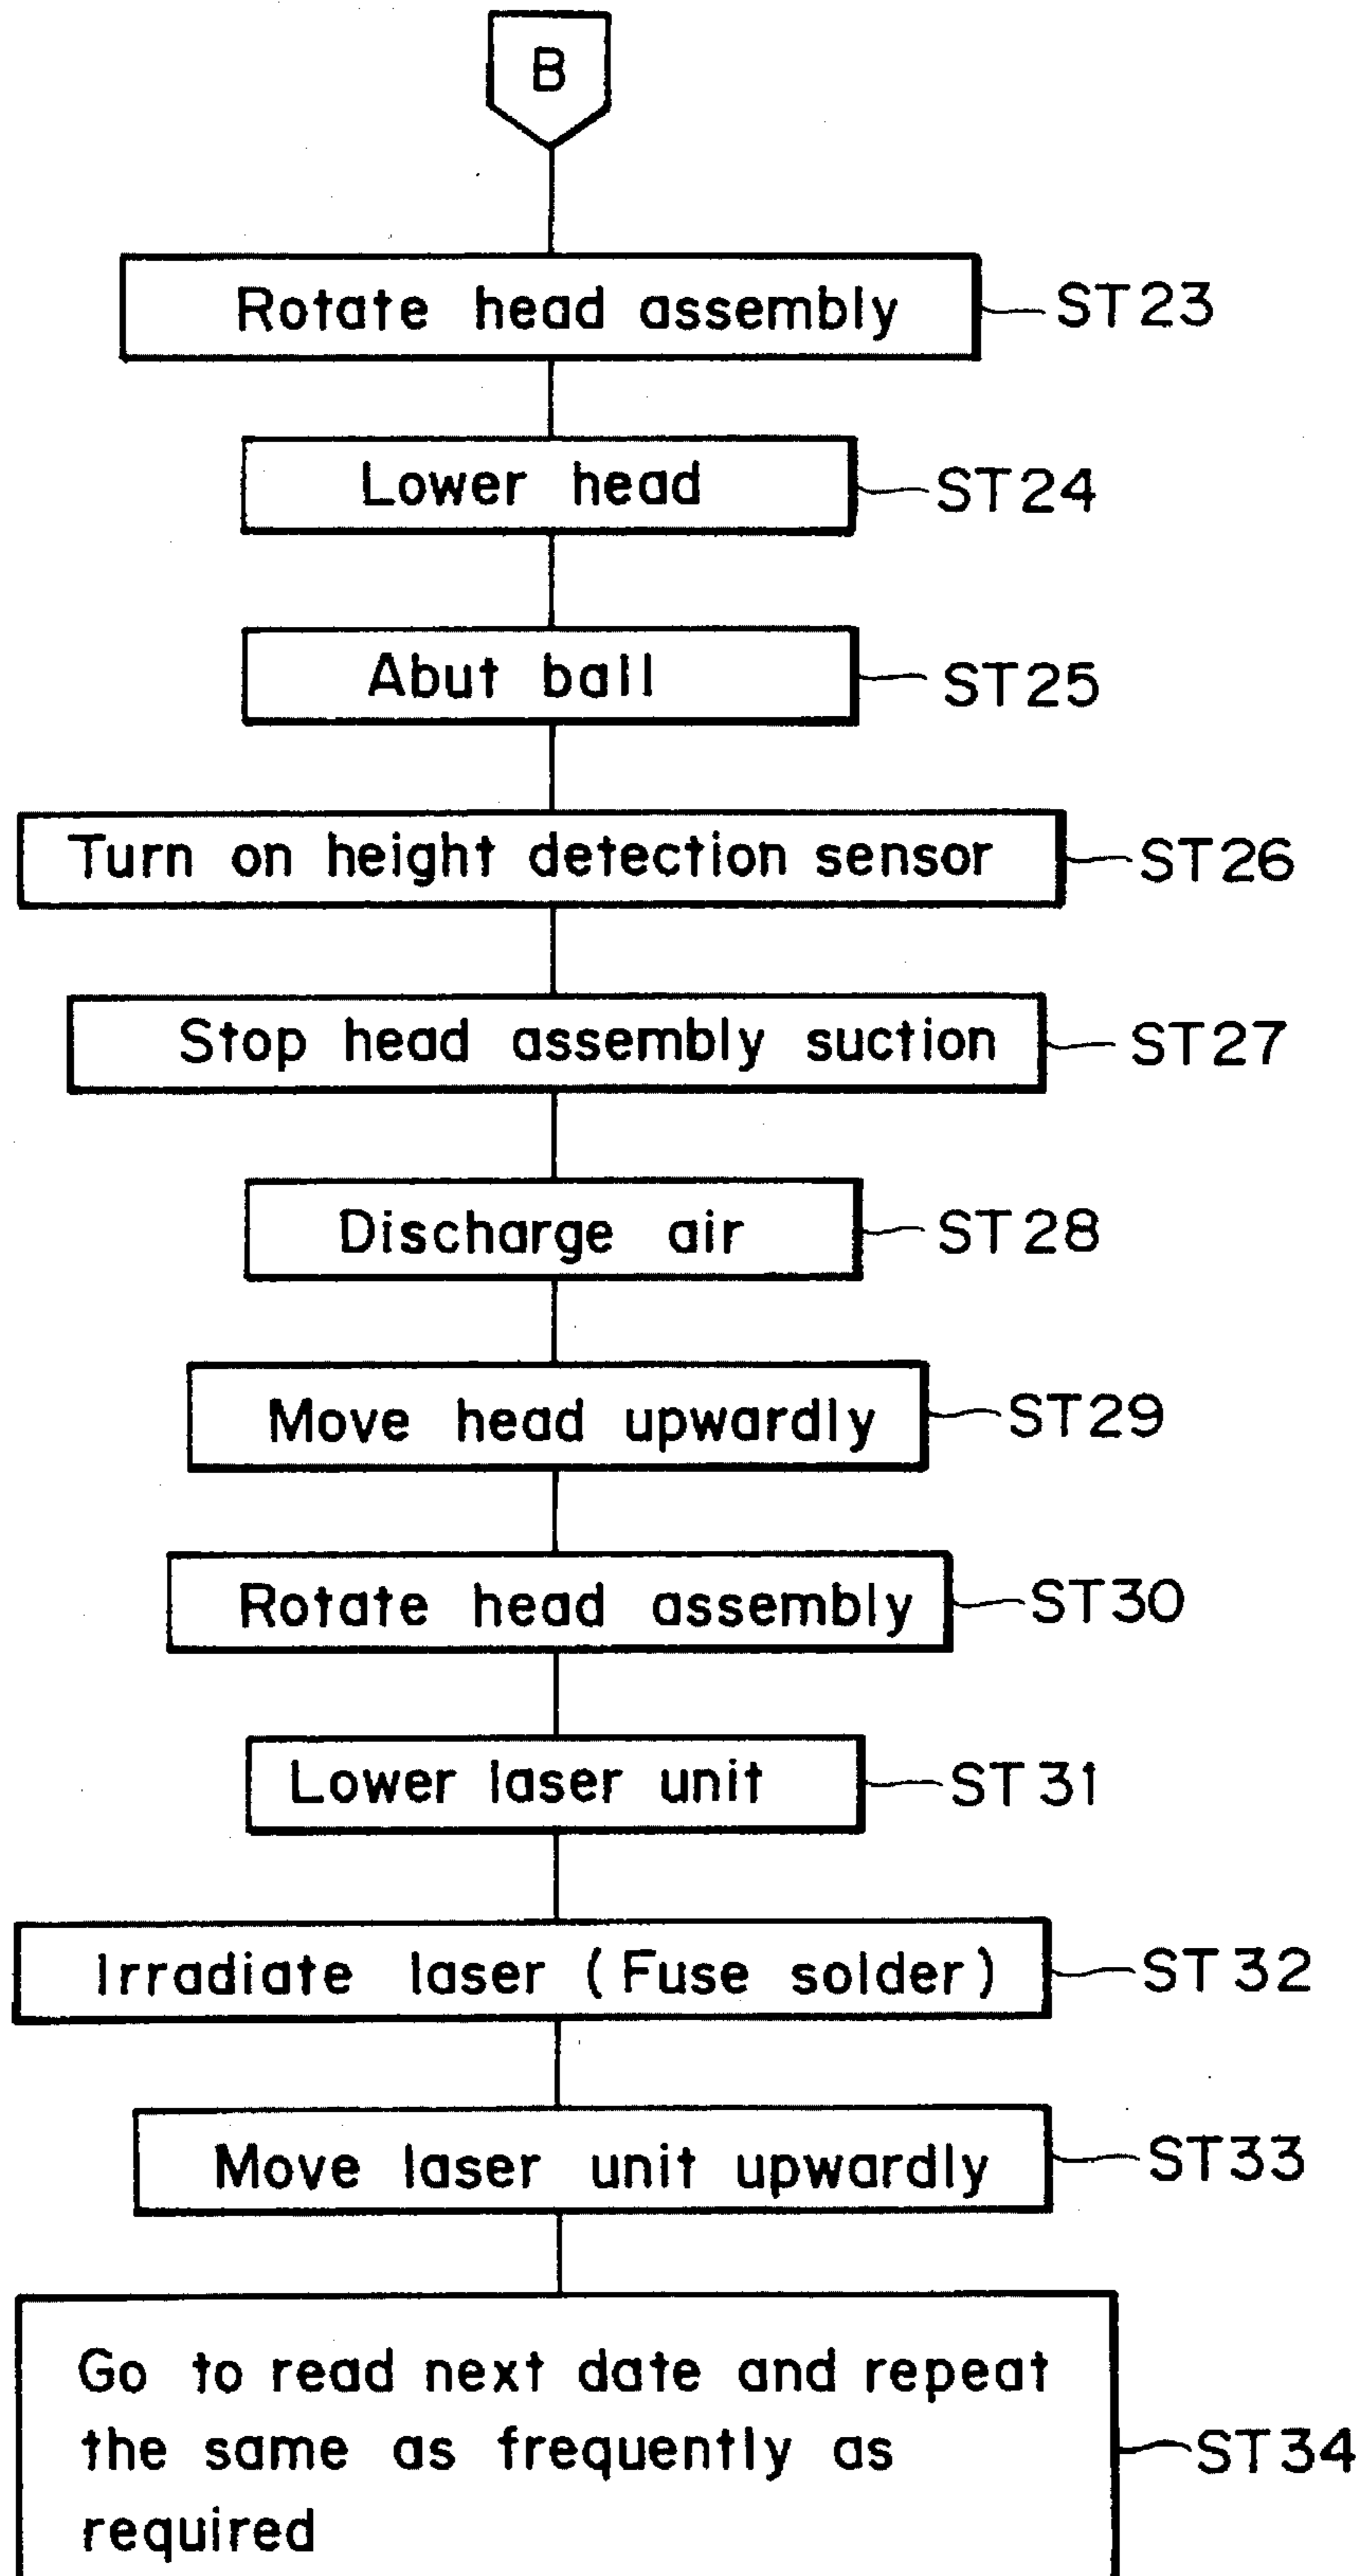 B
Rotate head assembly ST23
Lower head ST24
Abut ball ST25
Turn on height detection sensor ST26
Stop head assembly suction ST27
Discharge air ST28
Move head upwardly ST29
Rotate head assembly ST30
Lower laser unit ST31
Irradiate laser (Fuse solder) ST32
Move laser unit upwardly ST33
Go to read next date and repeat
the same as frequently as
required
ST34